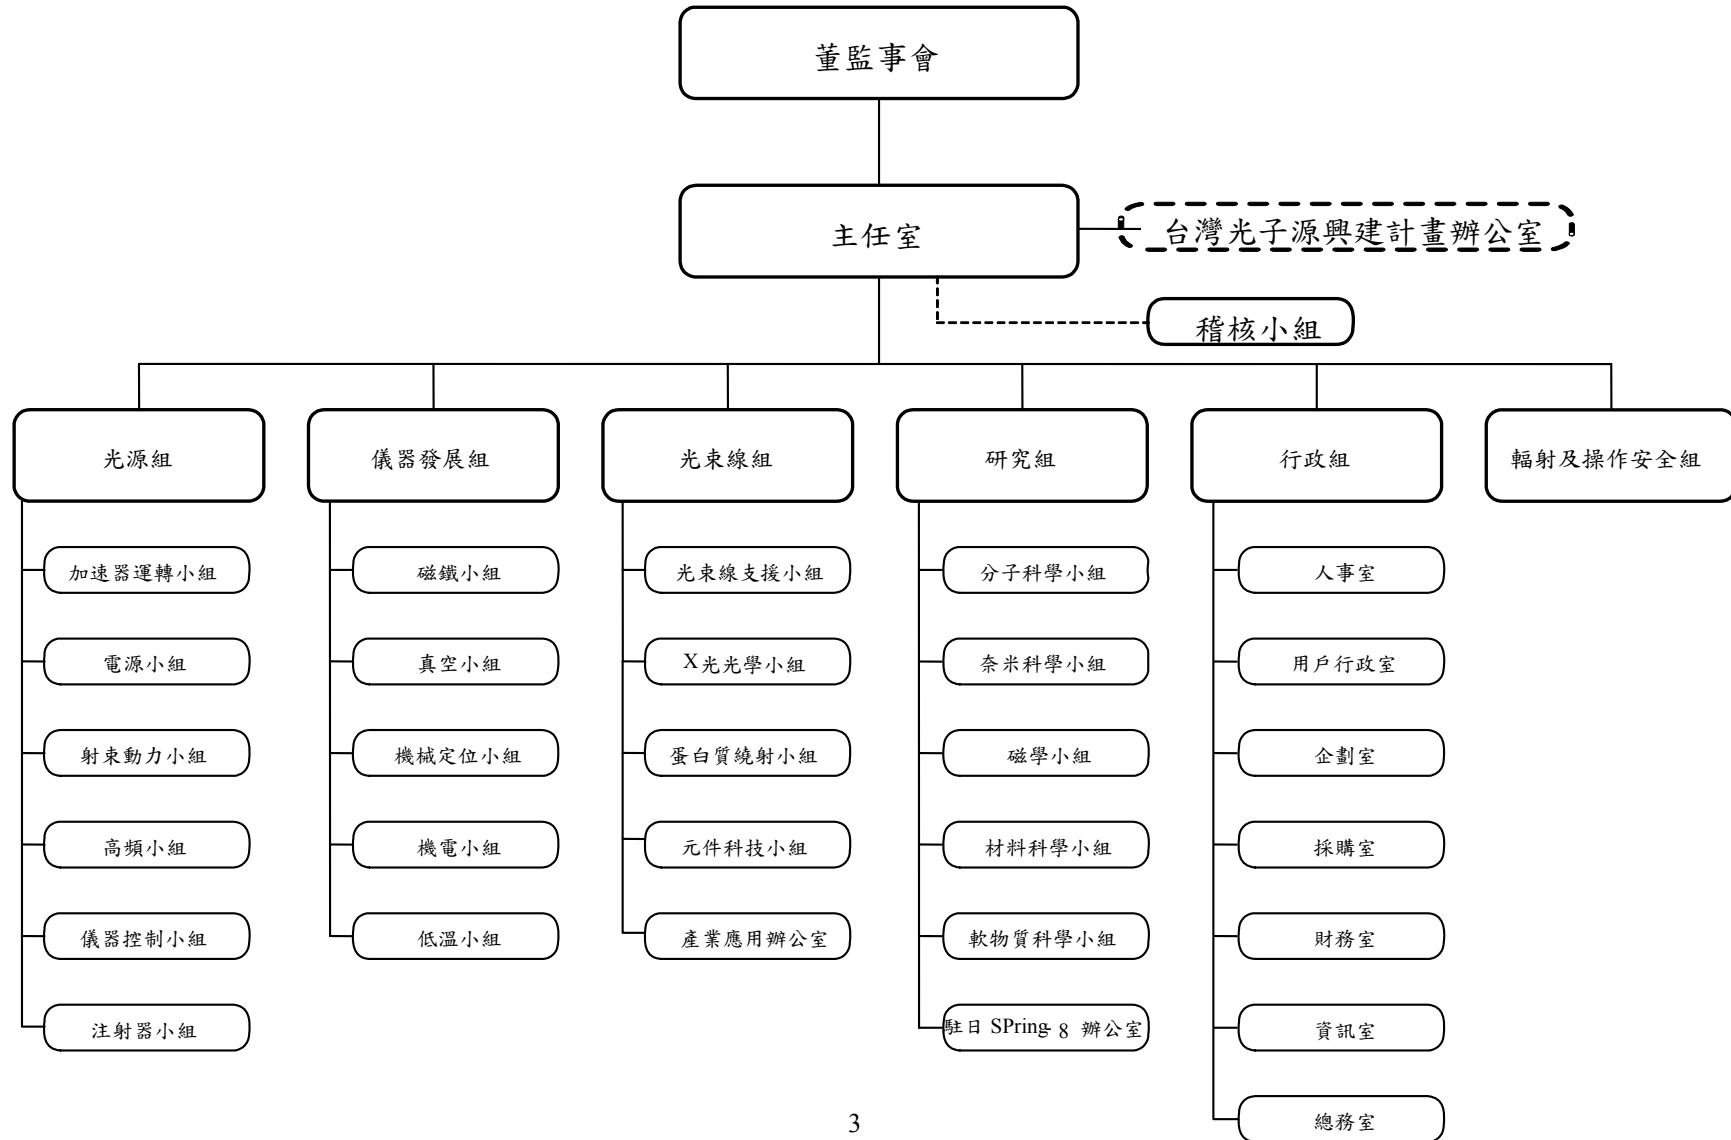 董監事會
主任室
台灣光子源興建計畫辦公室
稽核小組
光源組
儀器發展組
光束線組
研究組
行政組
輻射及操作安全組
加速器運轉小組
磁鐵小組
光束線支援小組
分子科學小組
人事室
電源小組
真空小組
X光光學小組
奈米科學小組
用戶行政室
射束動力小組
機械定位小組
蛋白質繞射小組
磁學小組
企劃室
高頻小組
機電小組
元件科技小組
材料科學小組
採購室
儀器控制小組
低溫小組
產業應用辦公室
軟物質科學小組
財務室
注射器小組
駐日 SPring-8 辦公室
資訊室
總務室
3